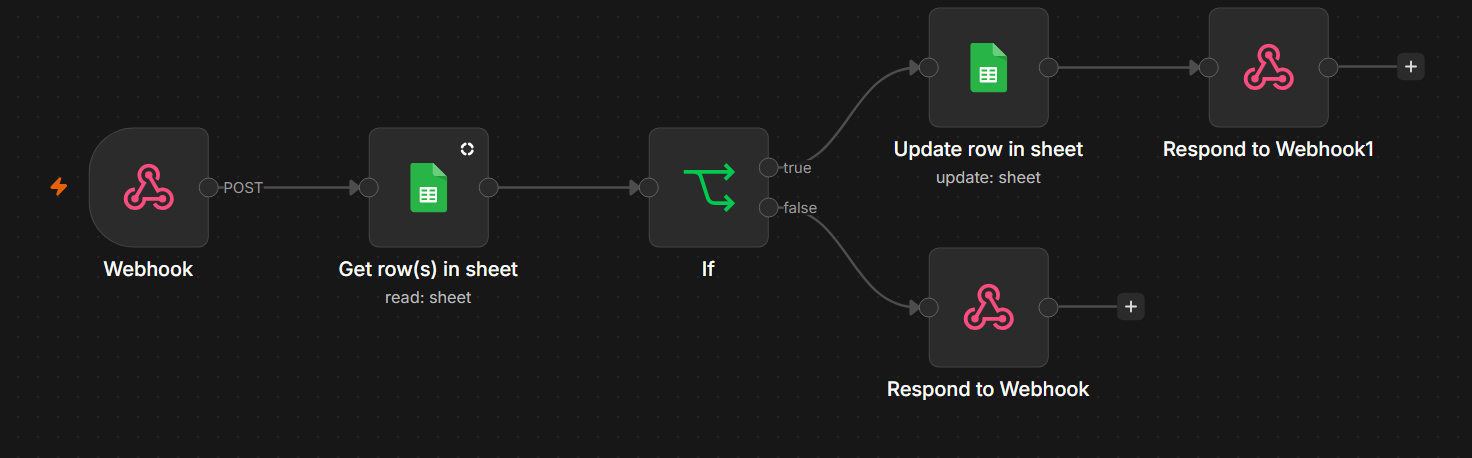 Webhook
POST
Get row(s) in sheet
read: sheet
If
true
false
Update row in sheet
update: sheet
Respond to Webhook1
Respond to Webhook